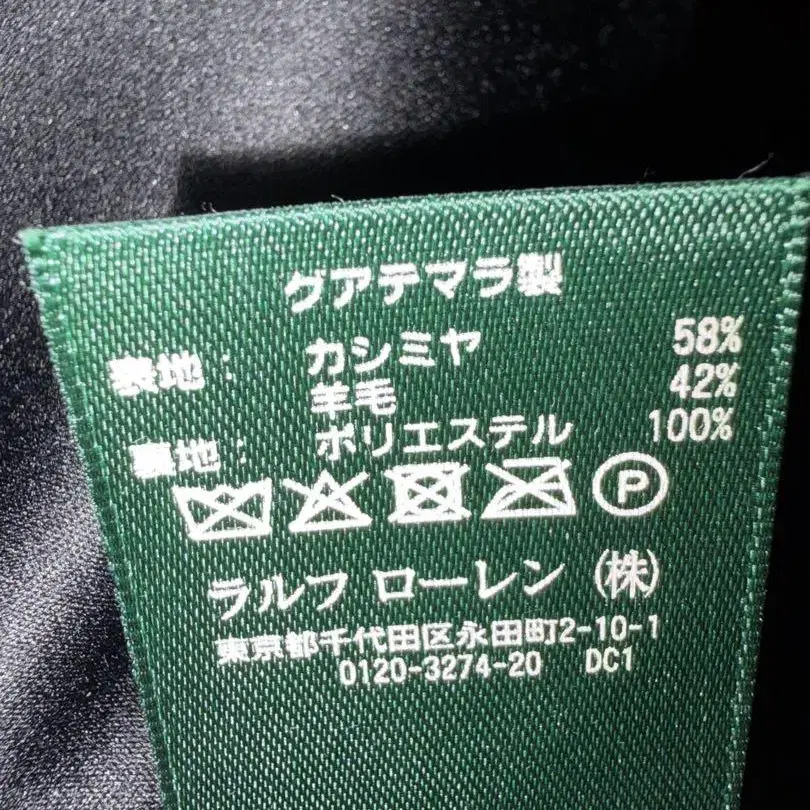 グアテマラ製
表地: カシミヤ 58%
羊毛 42%
裏地: ポリエステル 100%
P
ラルフ ローレン (株)
東京都千代田区永田町2-10-1
0120-3274-20 DC1